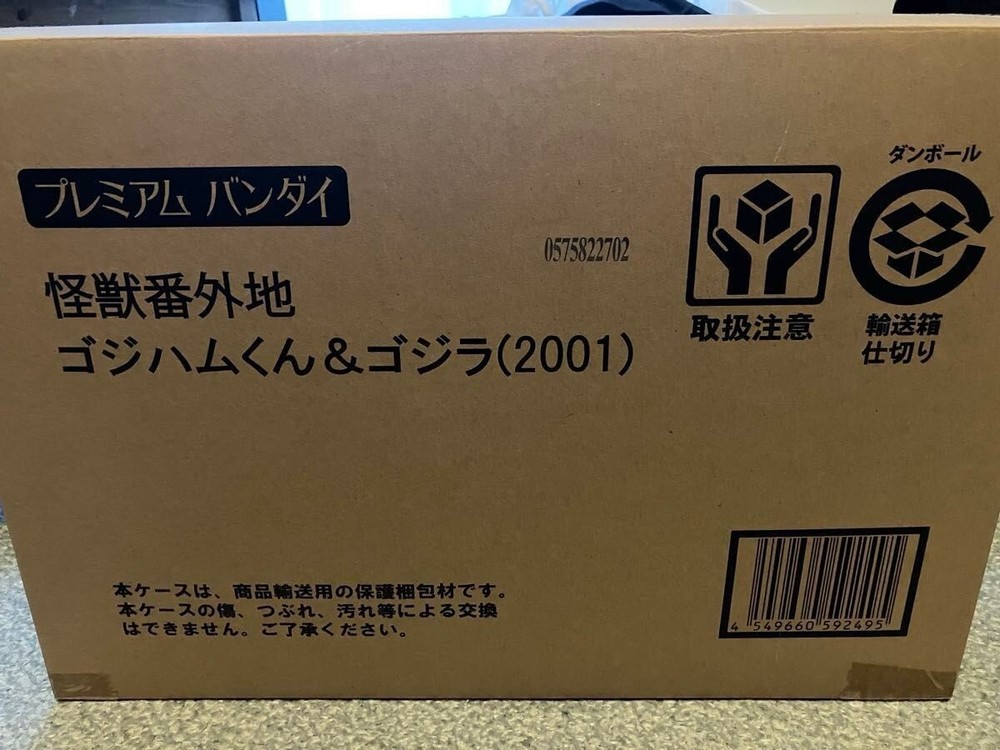 プレミアム バンダイ
怪獣番外地
ゴジハムくん&ゴジラ(2001)
0575822702
取扱注意
ダンボール
輸送箱
仕切り
本ケースは、商品輸送用の保護梱包材です。
本ケースの傷、つぶれ、汚れ等による交換
はできません。ご了承ください。
4 549660 592495